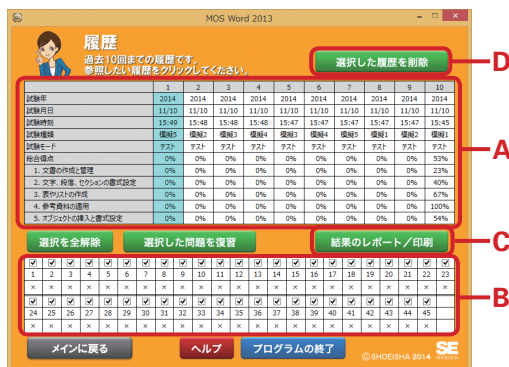 MOS Word 2013
履歴
過去10回までの履歴です。
参照したい履歴をクリックしてください。
選択した履歴を削除
D
1 2 3 4 5 6 7 8 9 10
試験年 2014 2014 2014 2014 2014 2014 2014 2014 2014 2014
試験月日 11/10 11/10 11/10 11/10 11/10 11/10 11/10 11/10 11/10 11/10
試験時刻 15:49 15:48 15:48 15:47 15:47 15:47 15:47 15:47 15:47 15:45
試験種類 模擬5 模擬2 模擬3 模擬4 模擬3 模擬2 模擬1 模擬2 模擬2 模擬1
試験モード テスト テスト テスト テスト テスト テスト テスト テスト テスト テスト
総合得点 0% 0% 0% 0% 0% 0% 0% 0% 0% 53%
1. 文書の作成と管理 0% 0% 0% 0% 0% 0% 0% 0% 0% 23%
2. 文字、段落、セクションの書式設定 0% 0% 0% 0% 0% 0% 0% 0% 0% 40%
3. 表やリストの作成 0% 0% 0% 0% 0% 0% 0% 0% 0% 67%
4. 参考資料の適用 0% 0% 0% 0% 0% 0% 0% 0% 0% 100%
5. オブジェクトの挿入と書式設定 0% 0% 0% 0% 0% 0% 0% 0% 0% 54%
A
選択を全解除 選択した問題を復習 結果のレポート／印刷
C
1 2 3 4 5 6 7 8 9 10 11 12 13 14 15 16 17 18 19 20 21 22 23
× × × × × × × × × × × × × × × × × × × × × × ×
24 25 26 27 28 29 30 31 32 33 34 35 36 37 38 39 40 41 42 43 44 45
× × × × × × × × × × × × × × × × × × × × × ×
B
メインに戻る ヘルプ プログラムの終了
©SHOEISHA 2014
SE
SHOEISHA